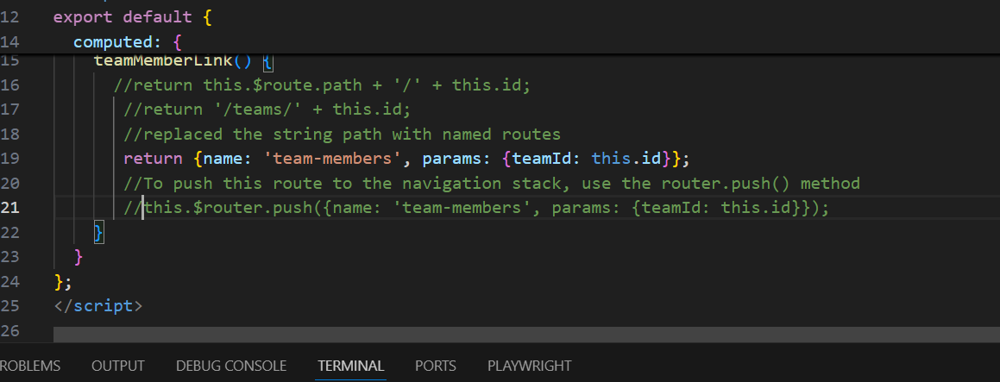 12 export default {
14 computed: {
15 teamMemberLink() {
16 //return this.$route.path + '/' + this.id;
17 //return '/teams/' + this.id;
18 //replaced the string path with named routes
19 return {name: 'team-members', params: {teamId: this.id}};
20 //To push this route to the navigation stack, use the router.push() method
21 //this.$router.push({name: 'team-members', params: {teamId: this.id}});
22 }
23 }
24 };
25 </script>
26
ROBLEMS OUTPUT DEBUG CONSOLE TERMINAL PORTS PLAYWRIGHT